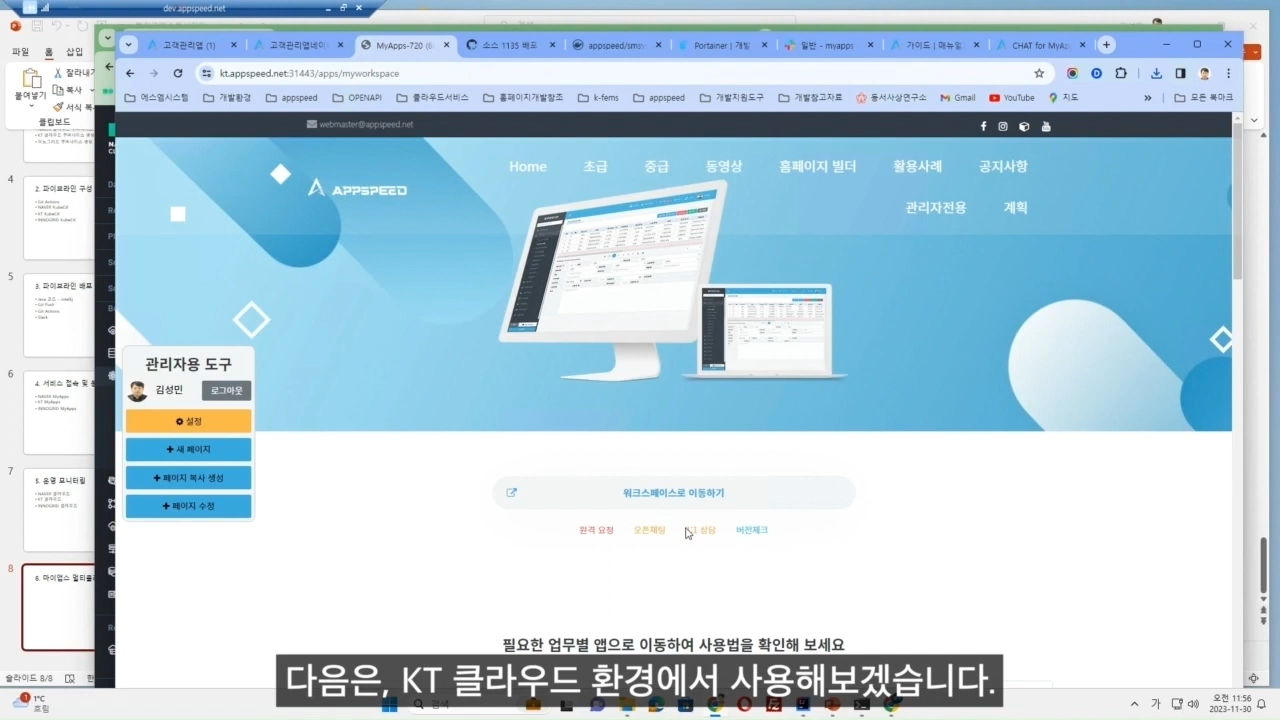 dev.appspeed.net
파일 홈 삽입
붙여넣기
잘라내기
복사
서식 복
클립보드
고객관리앱 (1)
고객관리앱네이
MyApps-720 (6
소스 1135 배포
appspeed/sms
Portainer | 개발
일반 - myapps
가이드 | 매뉴얼
CHAT for MyA
kt.appspeed.net:31443/apps/myworkspace
에스엠시스템
개발환경
appspeed
OPENAPI
클라우드서비스
홈페이지개발참조
k-fems
appspeed
개발지원도구
개발참고자료
동서사상연구소
Gmail
YouTube
지도
모든 북마크
webmaster@appspeed.net
APPSPEED
Home 초급 중급 동영상 홈페이지 빌더 활용사례 공지사항
관리자전용 계획
4
2. 파이프라인 구성
• Git Actions
• NAVER KubeCtl
• KT KubeCtl
• INNOGRID KubeCtl
5
3. 파이프라인 배포
• Git Push
• Git Actions
• Slack
6
4. 서비스 접속 및
• NAVER MyApps
• KT MyApps
• INNOGRID MyApps
7
5. 운영 모니터링
• NAVER 클라우드
• KT 클라우드
• INNOGRID 클라우드
8
6. 마이앱스 멀티클
관리자용 도구
김성민 로그아웃
설정
+ 새 페이지
+ 페이지 복사 생성
+ 페이지 수정
워크스페이스로 이동하기
원격 요청 오픈채팅 상담 버전체크
필요한 업무별 앱으로 이동하여 사용법을 확인해 보세요
다음은, KT 클라우드 환경에서 사용해보겠습니다.
슬라이드 8/8
1°C
흐림
검색
가
오전 11:56
2023-11-30